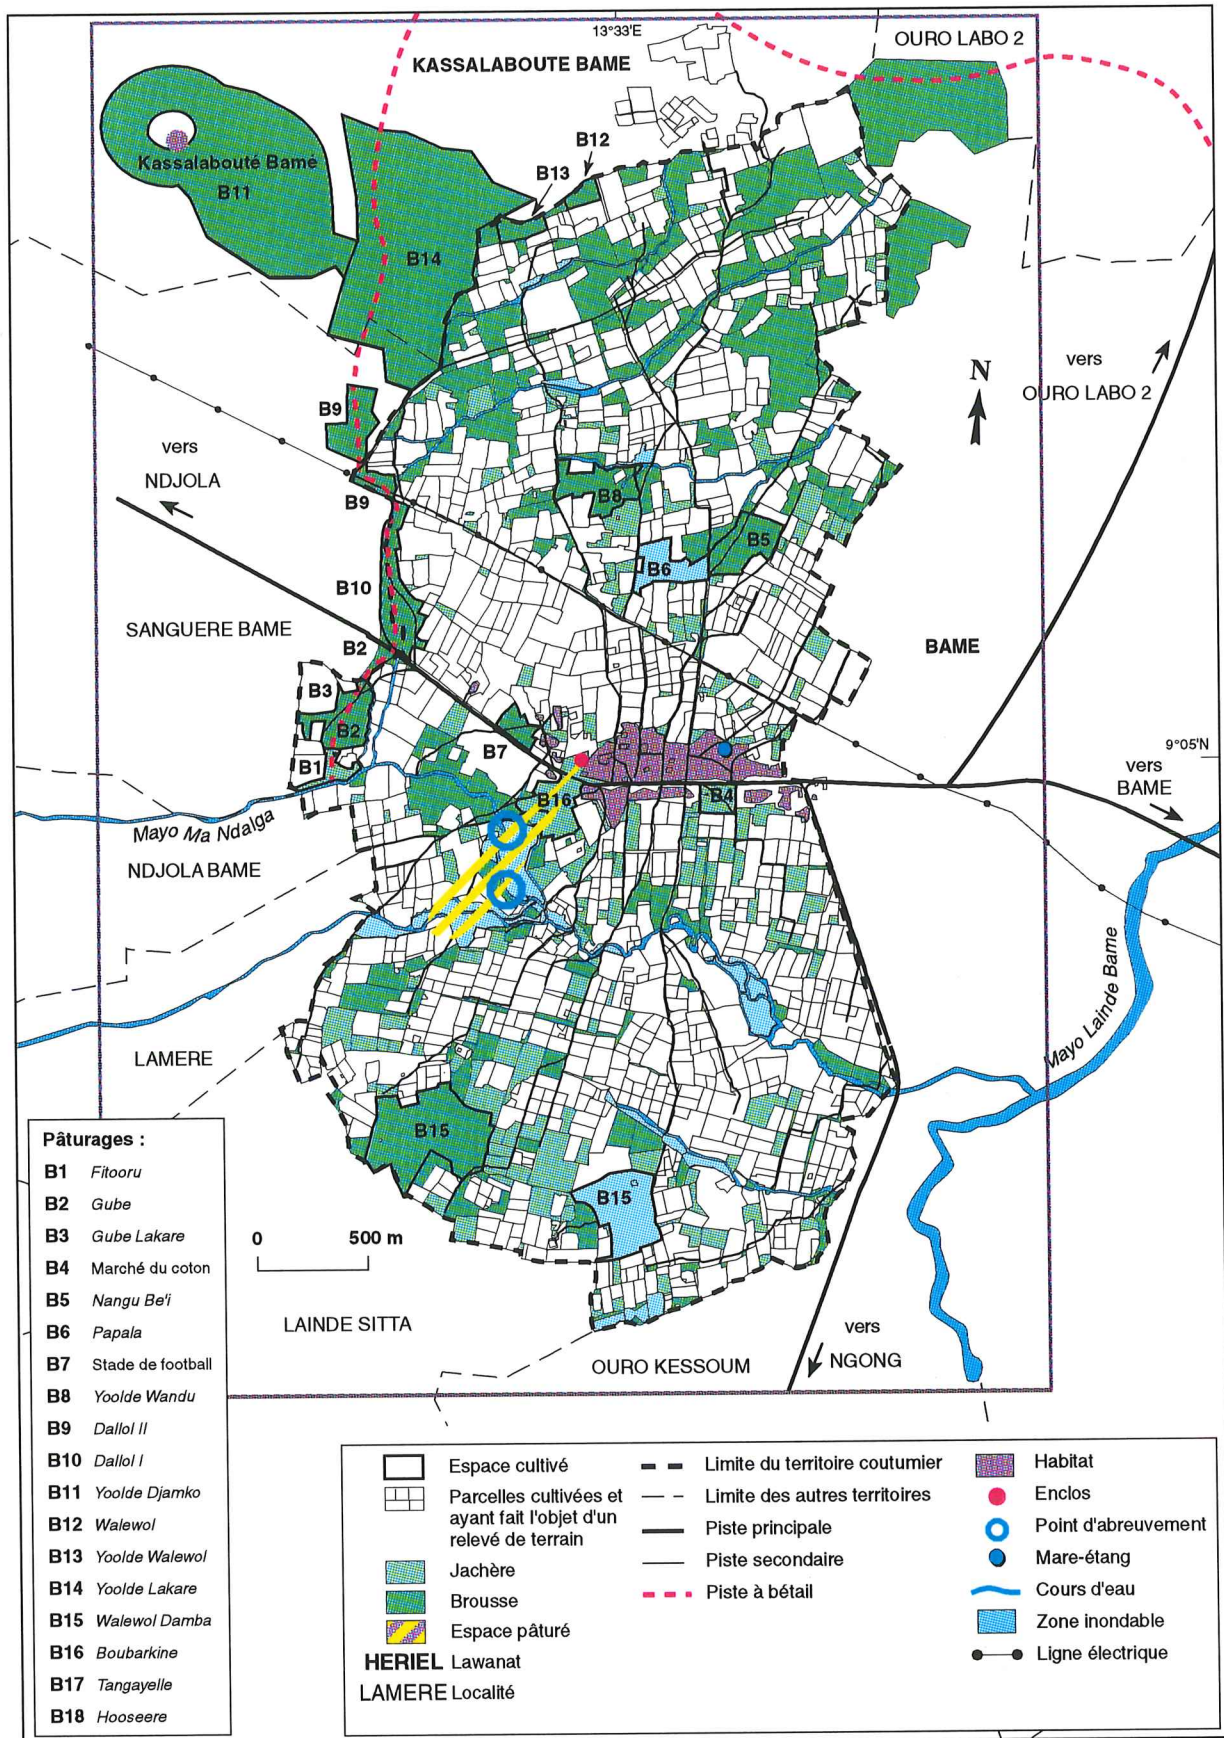 13°33'E
OURO LABO 2
KASSALABOUTE BAME
B12
B13
Kassalabouté Bamé
B11
B14
N
vers
OURO LABO 2
B9
vers
NDJOLA
B8
B9
B5
B6
B10
SANGUERE BAME
B2
BAME
B3
B2
B7
9°05'N
B1
vers
BAME
B16
B4
Mayo Ma Ndalga
NDJOLA BAME
Mayo Lainde Bame
LAMERE
B15
B15
0 500 m
LAINDE SITTA
vers
NGONG
OURO KESSOUM
Pâturages :
B1 Fitooru
B2 Gube
B3 Gube Lakare
B4 Marché du coton
B5 Nangu Be'i
B6 Papala
B7 Stade de football
B8 Yoolde Wandu
B9 Dallol II
B10 Dallol I
B11 Yoolde Djamko
B12 Walewol
B13 Yoolde Walewol
B14 Yoolde Lakare
B15 Walewol Damba
B16 Boubarkine
B17 Tangayelle
B18 Hooseere
Espace cultivé
Parcelles cultivées et
ayant fait l'objet d'un
relevé de terrain
Jachère
Brousse
Espace pâturé
HERIEL Lawanat
LAMERE Localité
Limite du territoire coutumier
Limite des autres territoires
Piste principale
Piste secondaire
Piste à bétail
Habitat
Enclos
Point d'abreuvement
Mare-étang
Cours d'eau
Zone inondable
Ligne électrique